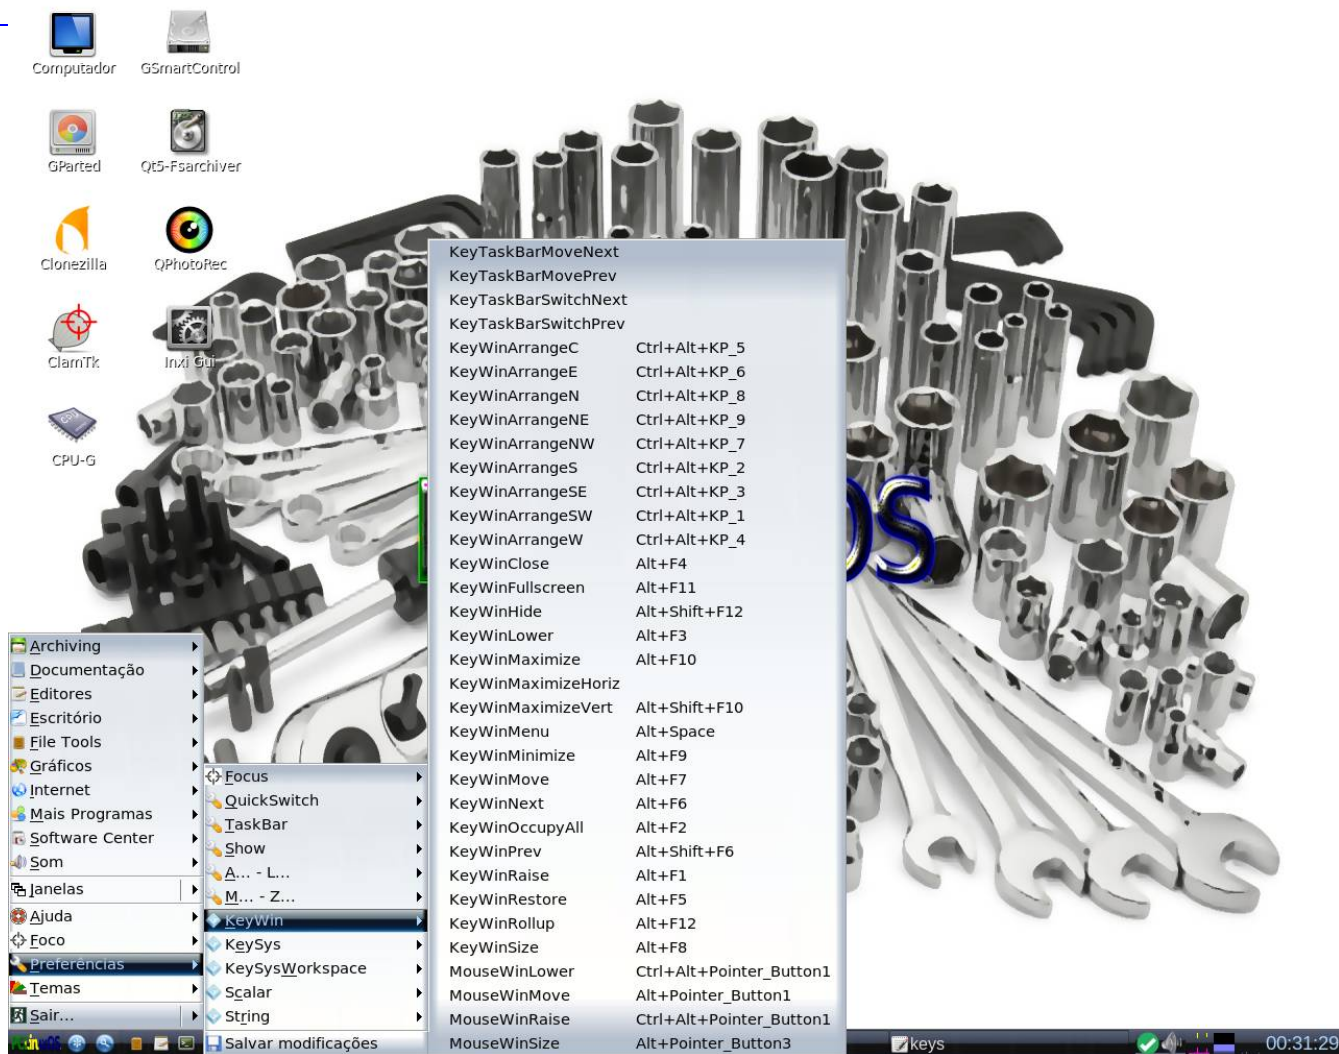 Computador
GSmartControl
GParted
Qt5-Fsarchiver
Clonezilla
QPhotoRec
ClamTk
Inxi Gui
CPU-G
OS
Archiving
Documentação
Editores
Escritório
File Tools
Gráficos
Internet
Mais Programas
Software Center
Som
Janelas
Ajuda
Foco
Preferências
Temas
Sair...
Focus
QuickSwitch
TaskBar
Show
A... - L...
M... - Z...
KeyWin
KeySys
KeySysWorkspace
Scalar
String
Salvar modificações
KeyTaskBarMoveNext
KeyTaskBarMovePrev
KeyTaskBarSwitchNext
KeyTaskBarSwitchPrev
KeyWinArrangeC Ctrl+Alt+KP_5
KeyWinArrangeE Ctrl+Alt+KP_6
KeyWinArrangeN Ctrl+Alt+KP_8
KeyWinArrangeNE Ctrl+Alt+KP_9
KeyWinArrangeNW Ctrl+Alt+KP_7
KeyWinArrangeS Ctrl+Alt+KP_2
KeyWinArrangeSE Ctrl+Alt+KP_3
KeyWinArrangeSW Ctrl+Alt+KP_1
KeyWinArrangeW Ctrl+Alt+KP_4
KeyWinClose Alt+F4
KeyWinFullscreen Alt+F11
KeyWinHide Alt+Shift+F12
KeyWinLower Alt+F3
KeyWinMaximize Alt+F10
KeyWinMaximizeHoriz
KeyWinMaximizeVert Alt+Shift+F10
KeyWinMenu Alt+Space
KeyWinMinimize Alt+F9
KeyWinMove Alt+F7
KeyWinNext Alt+F6
KeyWinOccupyAll Alt+F2
KeyWinPrev Alt+Shift+F6
KeyWinRaise Alt+F1
KeyWinRestore Alt+F5
KeyWinRollup Alt+F12
KeyWinSize Alt+F8
MouseWinLower Ctrl+Alt+Pointer_Button1
MouseWinMove Alt+Pointer_Button1
MouseWinRaise Ctrl+Alt+Pointer_Button1
MouseWinSize Alt+Pointer_Button3
keys
00:31:29